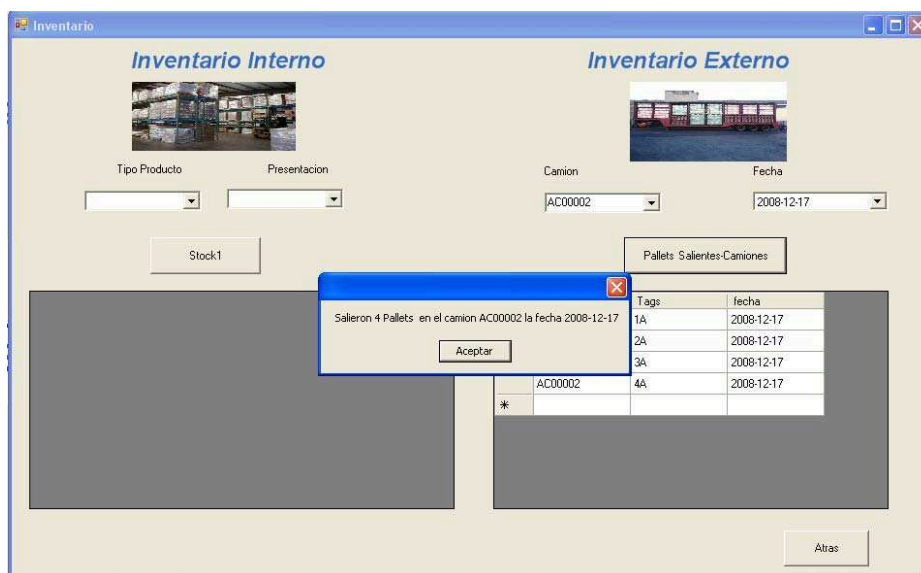 Inventario
Inventario Interno
Inventario Externo
Tipo Producto
Presentacion
Camion
Fecha
AC00002
2008-12-17
Stock1
Pallets Salientes-Camiones
Salieron 4 Pallets en el camion AC00002 la fecha 2008-12-17
Aceptar
Tags
fecha
1A
2008-12-17
2A
2008-12-17
3A
2008-12-17
AC00002
4A
2008-12-17
*
Atras